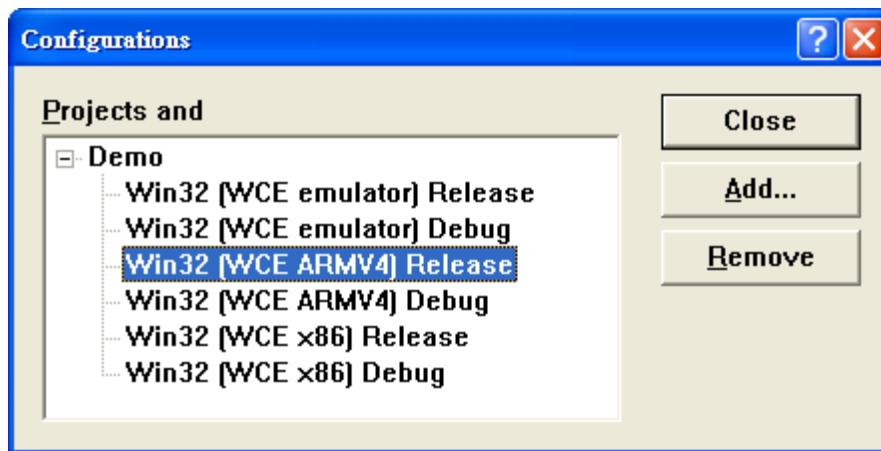 Configurations
Projects and
Close
Demo
Win32 (WCE emulator) Release
Add...
Win32 (WCE emulator) Debug
Win32 (WCE ARMV4) Release
Remove
Win32 (WCE ARMV4) Debug
Win32 (WCE x86) Release
Win32 (WCE x86) Debug